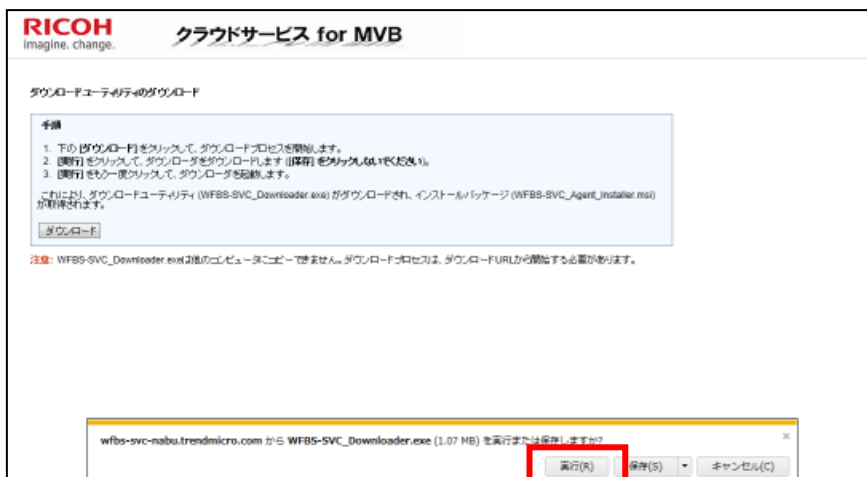 RICOH
imagine. change.
クラウドサービス for MVB
ダウンロードユーティリティのダウンロード
手順
1. 下の [ダウンロード] をクリックして、ダウンロードプロセスを開始します。
2. [実行] をクリックして、ダウンローダをダウンロードします ([保存] をクリックしないでください)。
3. [実行] をもう一度クリックして、ダウンローダを起動します。
これにより、ダウンロードユーティリティ (WFBS-SVC_Downloader.exe) がダウンロードされ、インストールパッケージ (WFBS-SVC_Agent_Installer.msi)
が取得されます。
ダウンロード
注意: WFBS-SVC_Downloader.exeは他のコンピュータにコピーできません。ダウンロードプロセスは、ダウンロードURLから開始する必要があります。
wfbs-svc-nabu.trendmicro.com から WFBS-SVC_Downloader.exe (1.07 MB) を実行または保存しますか?
×
実行(R) 保存(S) ▼ キャンセル(C)